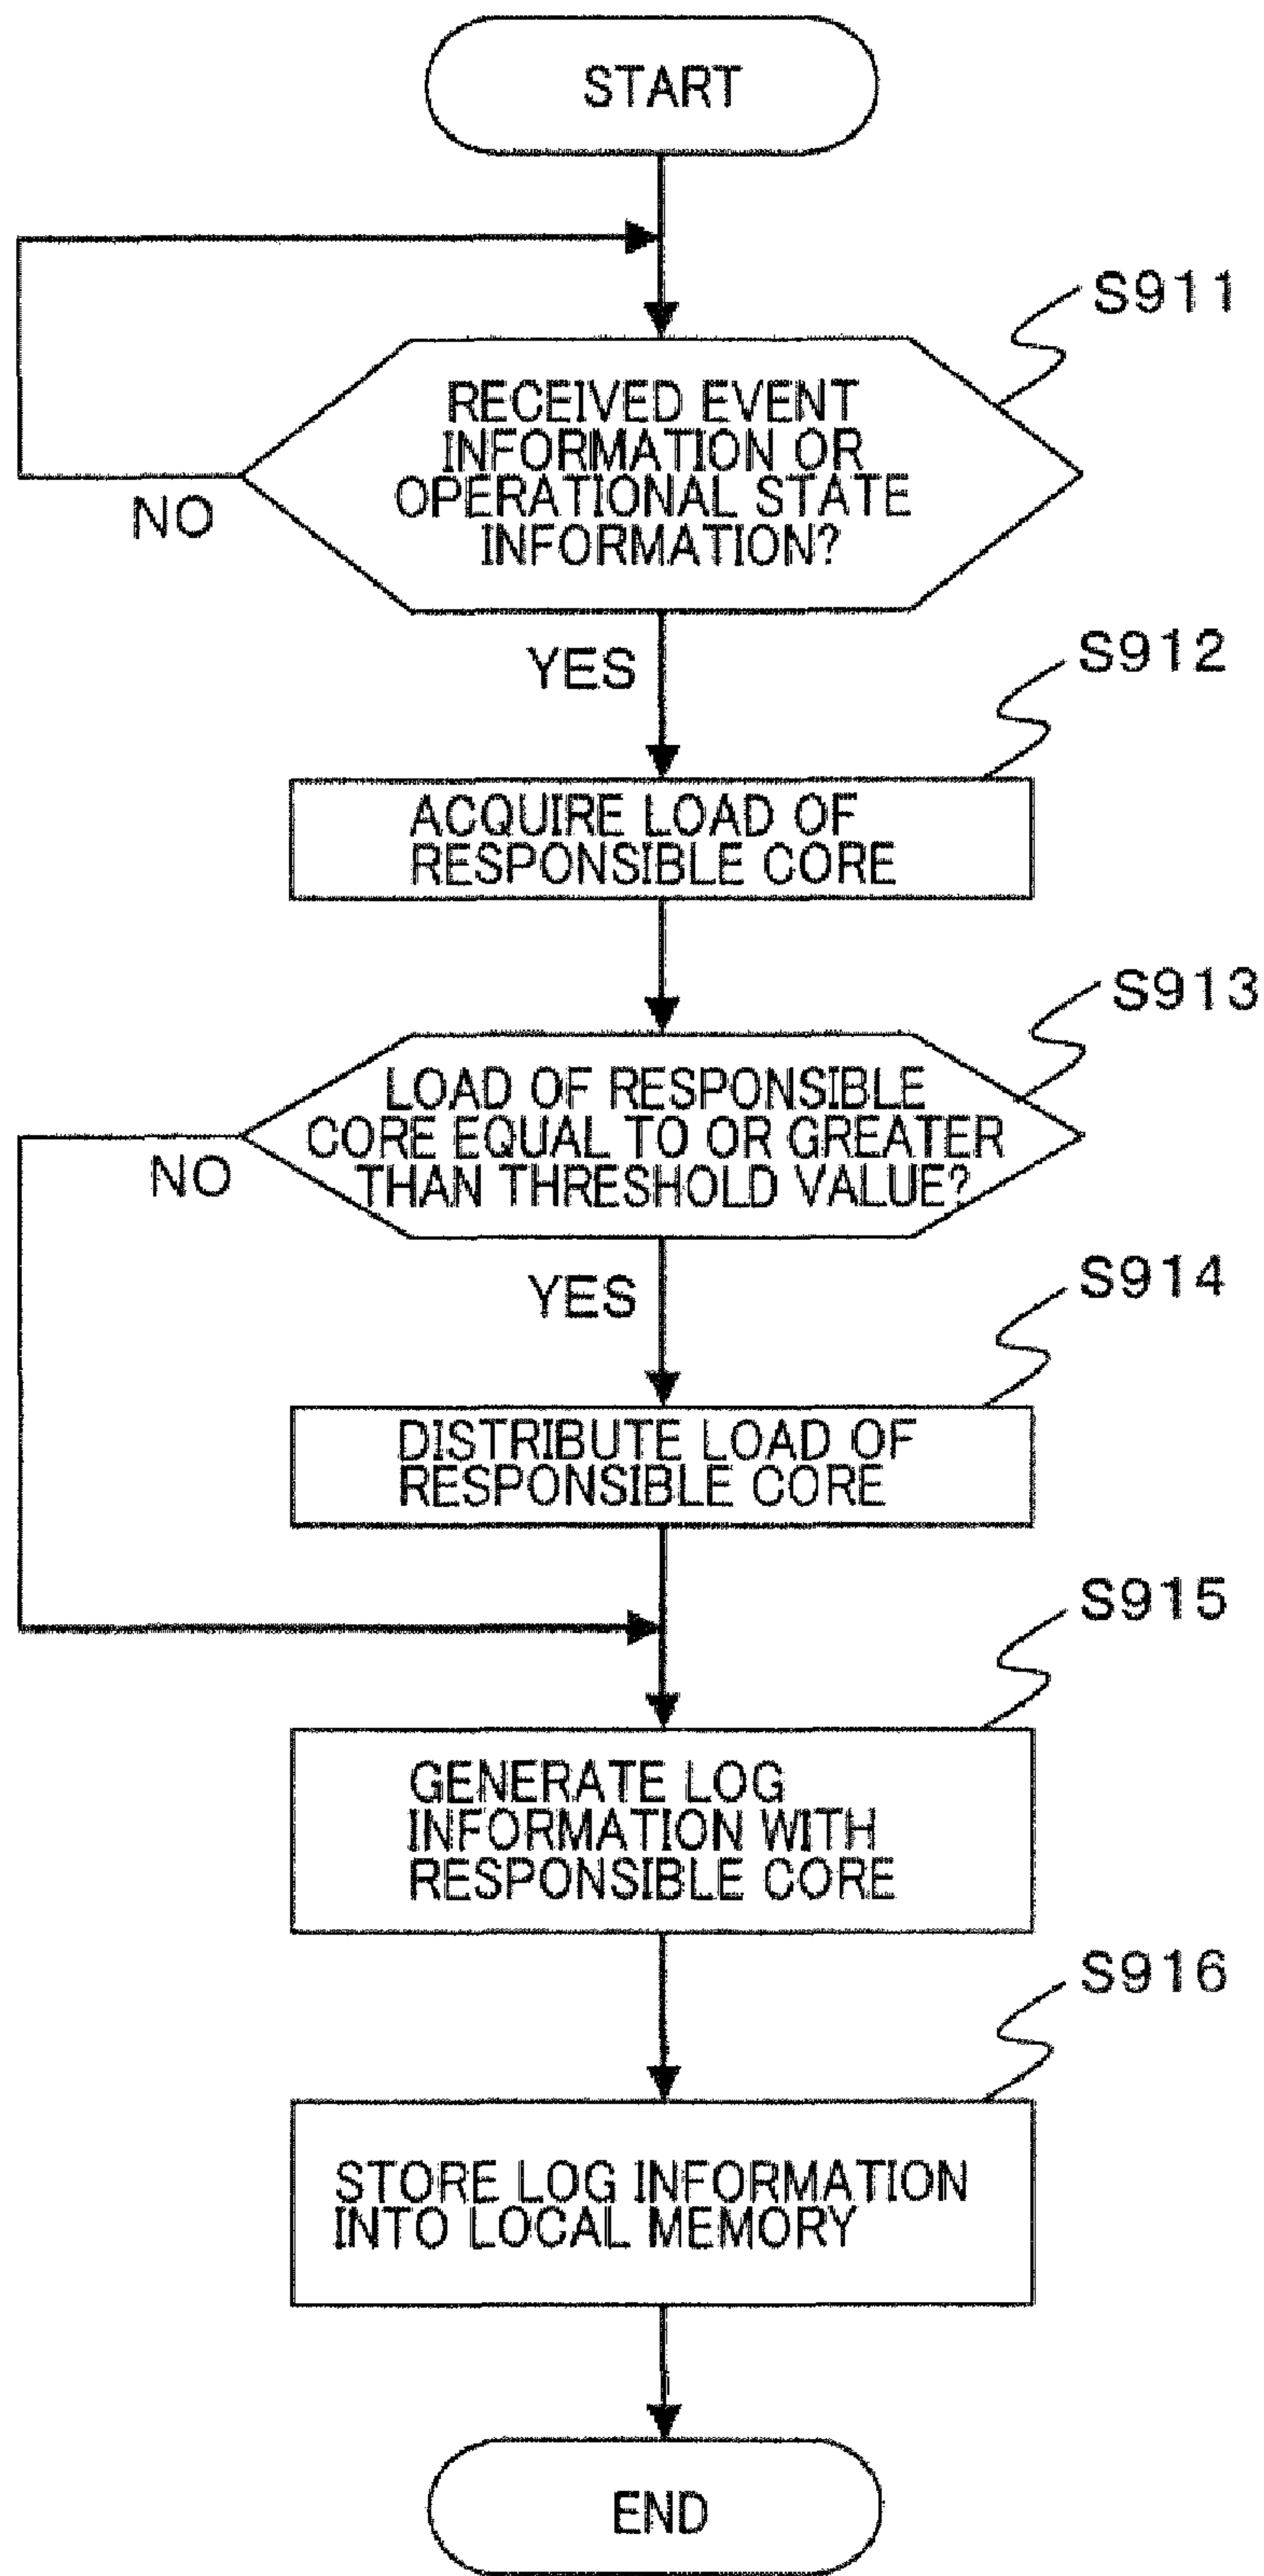 START
S911
RECEIVED EVENT
INFORMATION OR
OPERATIONAL STATE
INFORMATION?
NO
YES
S912
ACQUIRE LOAD OF
RESPONSIBLE CORE
S913
LOAD OF RESPONSIBLE
CORE EQUAL TO OR GREATER
THAN THRESHOLD VALUE?
NO
YES
S914
DISTRIBUTE LOAD OF
RESPONSIBLE CORE
S915
GENERATE LOG
INFORMATION WITH
RESPONSIBLE CORE
S916
STORE LOG INFORMATION
INTO LOCAL MEMORY
END